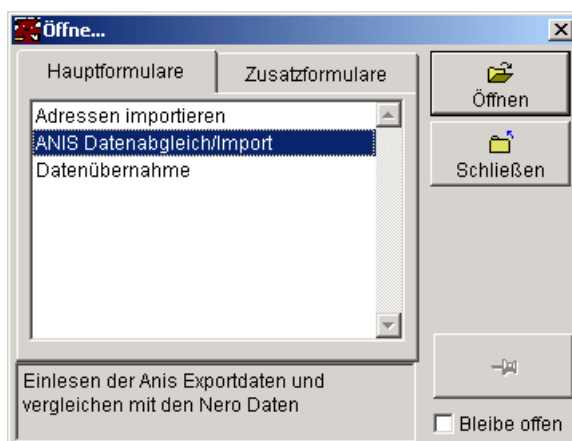 Öffne...
Hauptformulare
Zusatzformulare
Öffnen
Adressen importieren
ANIS Datenabgleich/Import
Datenübernahme
Schließen
Einlesen der Anis Exportdaten und
vergleichen mit den Nero Daten
Bleibe offen